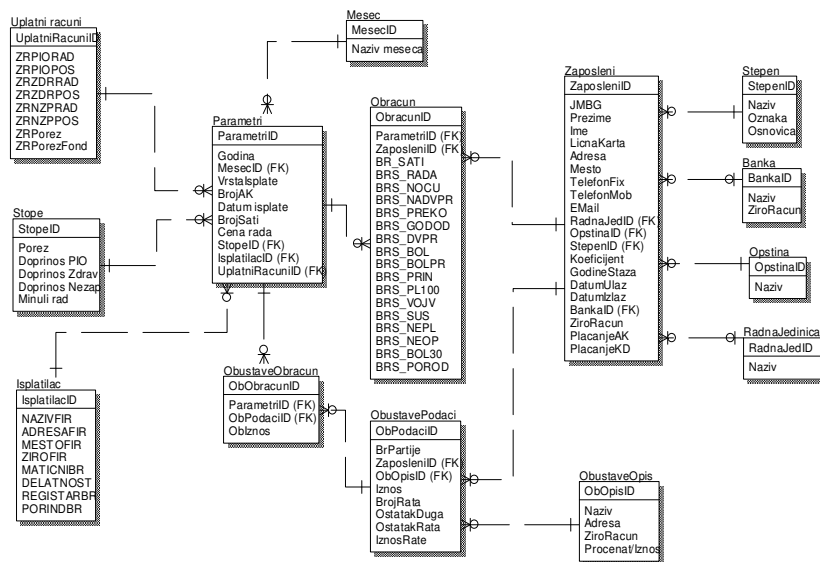 Uplatni racuni
UplatniRacuniID
ZRPIORAD
ZRPIOPOS
ZRZDRRAD
ZRZDRPOS
ZRNZPRAD
ZRNZPPOS
ZRPorez
ZRPorezFond
Stope
StopeID
Porez
Doprinos PIO
Doprinos Zdrav
Doprinos Nezap
Minuli rad
Isplatilac
IsplatilacID
NAZIVFIR
ADRESAFIR
MESTOFIR
ZIROFIR
MATICNIBR
DELATNOST
REGISTARBR
PORINDBR
Mesec
MesecID
Naziv meseca
Parametri
ParametriID
Godina
MesecID (FK)
VrstaIsplate
BrojAK
Datum isplate
BrojSati
Cena rada
StopeID (FK)
IsplatilacID (FK)
UplatniRacuniID (FK)
ObustaveObracun
ObObracunID
ParametriID (FK)
ObPodaciID (FK)
ObIznos
Obracun
ObracunID
ParametriID (FK)
ZaposleniID (FK)
BR_SATI
BRS_RADA
BRS_NOCU
BRS_NADVPR
BRS_PREKO
BRS_GODOD
BRS_DVPR
BRS_BOL
BRS_BOLPR
BRS_PRIN
BRS_PL100
BRS_VOJV
BRS_SUS
BRS_NEPL
BRS_NEOP
BRS_BOL30
BRS_POROD
ObustavePodaci
ObPodaciID
BrPartije
ZaposleniID (FK)
ObOpisID (FK)
Iznos
BrojRata
OstatakDuga
OstatakRata
IznosRate
Zaposleni
ZaposleniID
JMBG
Prezime
Ime
LicnaKarta
Adresa
Mesto
TelefonFix
TelefonMob
EMail
RadnaJedID (FK)
OpstinaID (FK)
StepenID (FK)
Koeficijent
GodineStaza
DatumUlaz
DatumIzlaz
BankaID (FK)
ZiroRacun
PlacanjeAK
PlacanjeKD
ObustaveOpis
ObOpisID
Naziv
Adresa
ZiroRacun
Procenat/Iznos
Stepen
StepenID
Naziv
Oznaka
Osnovica
Banka
BankaID
Naziv
ZiroRacun
Opstina
OpstinaID
Naziv
RadnaJedinica
RadnaJedID
Naziv